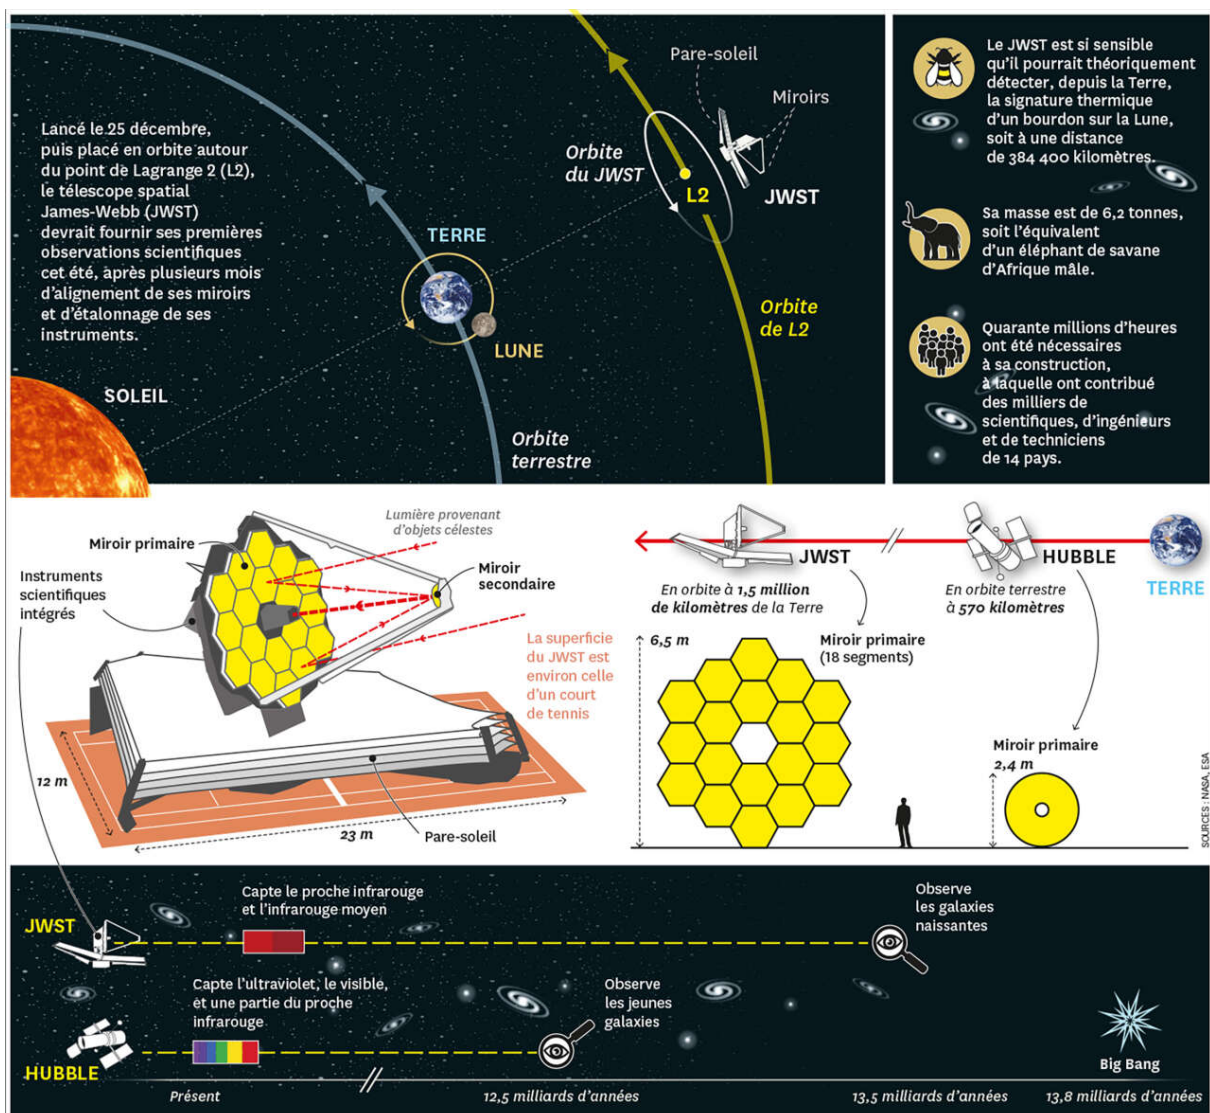 Lancé le 25 décembre,
puis placé en orbite autour
du point de Lagrange 2 (L2),
le télescope spatial
James-Webb (JWST)
devrait fournir ses premières
observations scientifiques
cet été, après plusieurs mois
d'alignement de ses miroirs
et d'étalonnage de ses
instruments.
SOLEIL
TERRE
LUNE
Orbite
terrestre
Pare-soleil
Miroirs
Orbite
du JWST
L2
JWST
Orbite
de L2
Le JWST est si sensible
qu'il pourrait théoriquement
détecter, depuis la Terre,
la signature thermique
d'un bourdon sur la Lune,
soit à une distance
de 384 400 kilomètres.
Sa masse est de 6,2 tonnes,
soit l'équivalent
d'un éléphant de savane
d'Afrique mâle.
Quarante millions d'heures
ont été nécessaires
à sa construction,
à laquelle ont contribué
des milliers de
scientifiques, d'ingénieurs
et de techniciens
de 14 pays.
Lumière provenant
d'objets célestes
Miroir primaire
Miroir
secondaire
Instruments
scientifiques
intégrés
La superficie
du JWST est
environ celle
d'un court
de tennis
12 m
23 m
Pare-soleil
JWST
HUBBLE
TERRE
En orbite à 1,5 million
de kilomètres de la Terre
En orbite terrestre
à 570 kilomètres
6,5 m
Miroir primaire
(18 segments)
Miroir primaire
2,4 m
SOURCES : NASA, ESA
JWST
Capte le proche infrarouge
et l'infrarouge moyen
Observe
les galaxies
naissantes
Capte l'ultraviolet, le visible,
et une partie du proche
infrarouge
Observe
les jeunes
galaxies
HUBBLE
Big Bang
Présent
12,5 milliards d'années
13,5 milliards d'années
13,8 milliards d'années